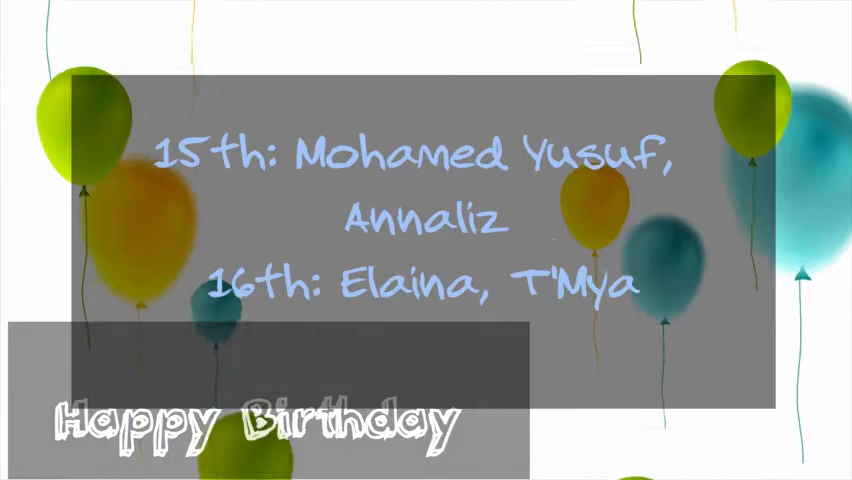 15th: Mohamed Yusuf,
Annaliz
16th: Elaina, T'Mya
Happy Birthday